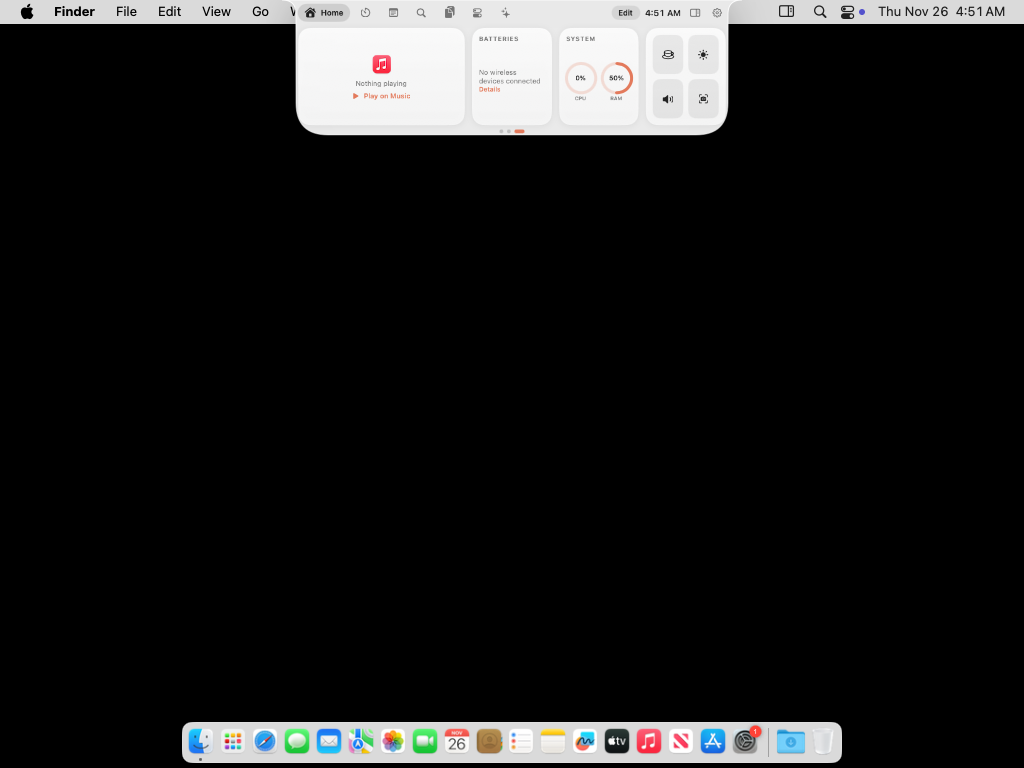 Finder File Edit View Go
Home
Edit 4:51 AM
Thu Nov 26 4:51 AM
Nothing playing
Play on Music
BATTERIES
No wireless
devices connected
Details
SYSTEM
0%
CPU
50%
RAM
NOV
26
tv
1